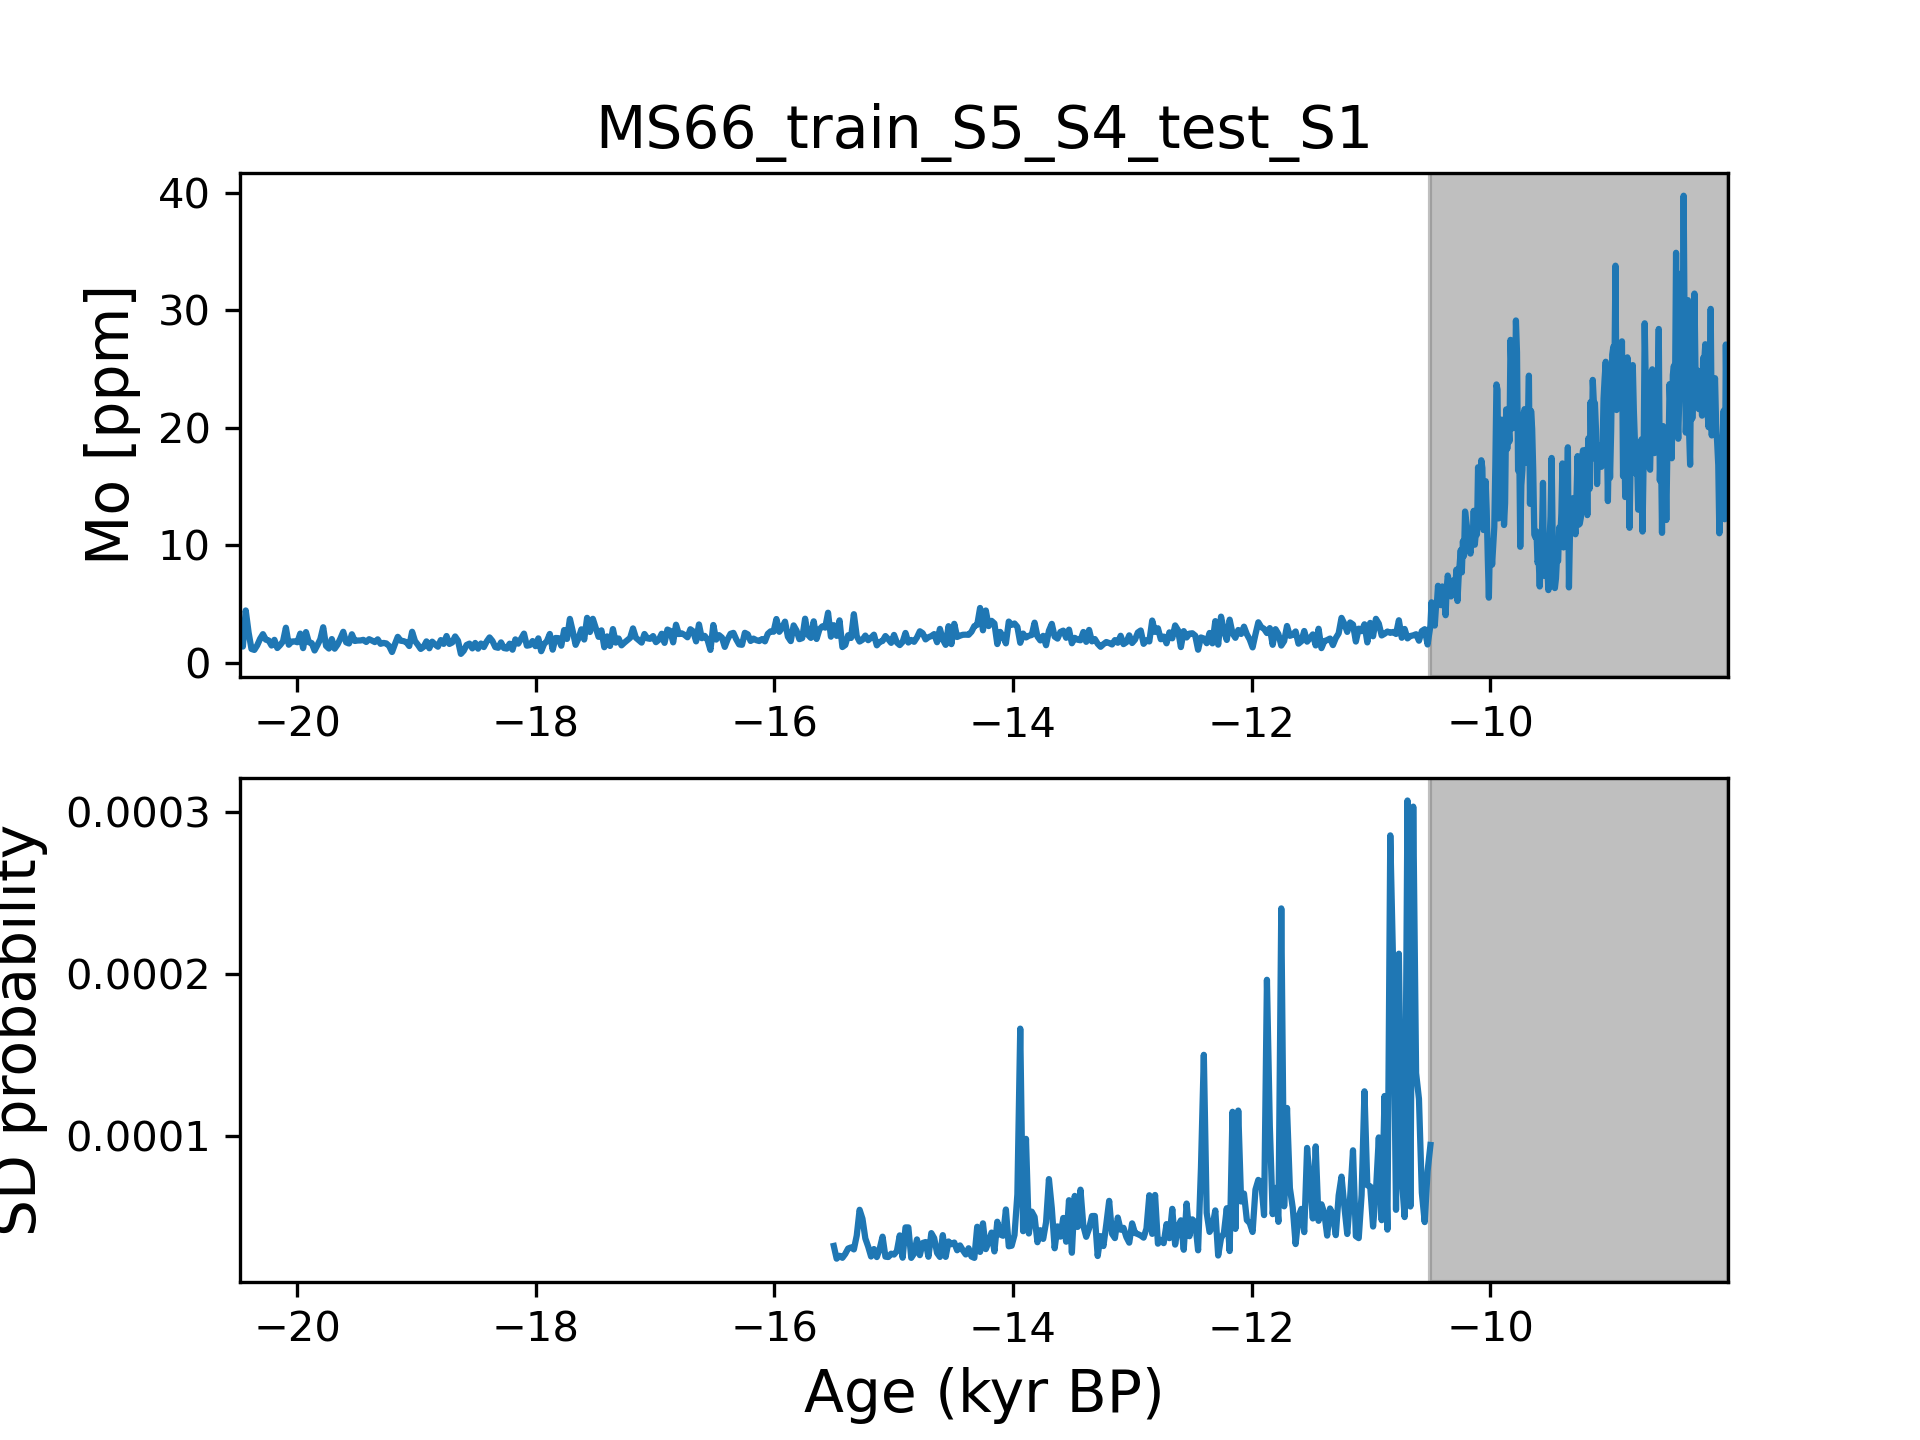 MS66_train_S5_S4_test_S1
Mo [ppm]
40
30
20
10
0
−20 −18 −16 −14 −12 −10
SD probability
0.0003
0.0002
0.0001
−20 −18 −16 −14 −12 −10
Age (kyr BP)